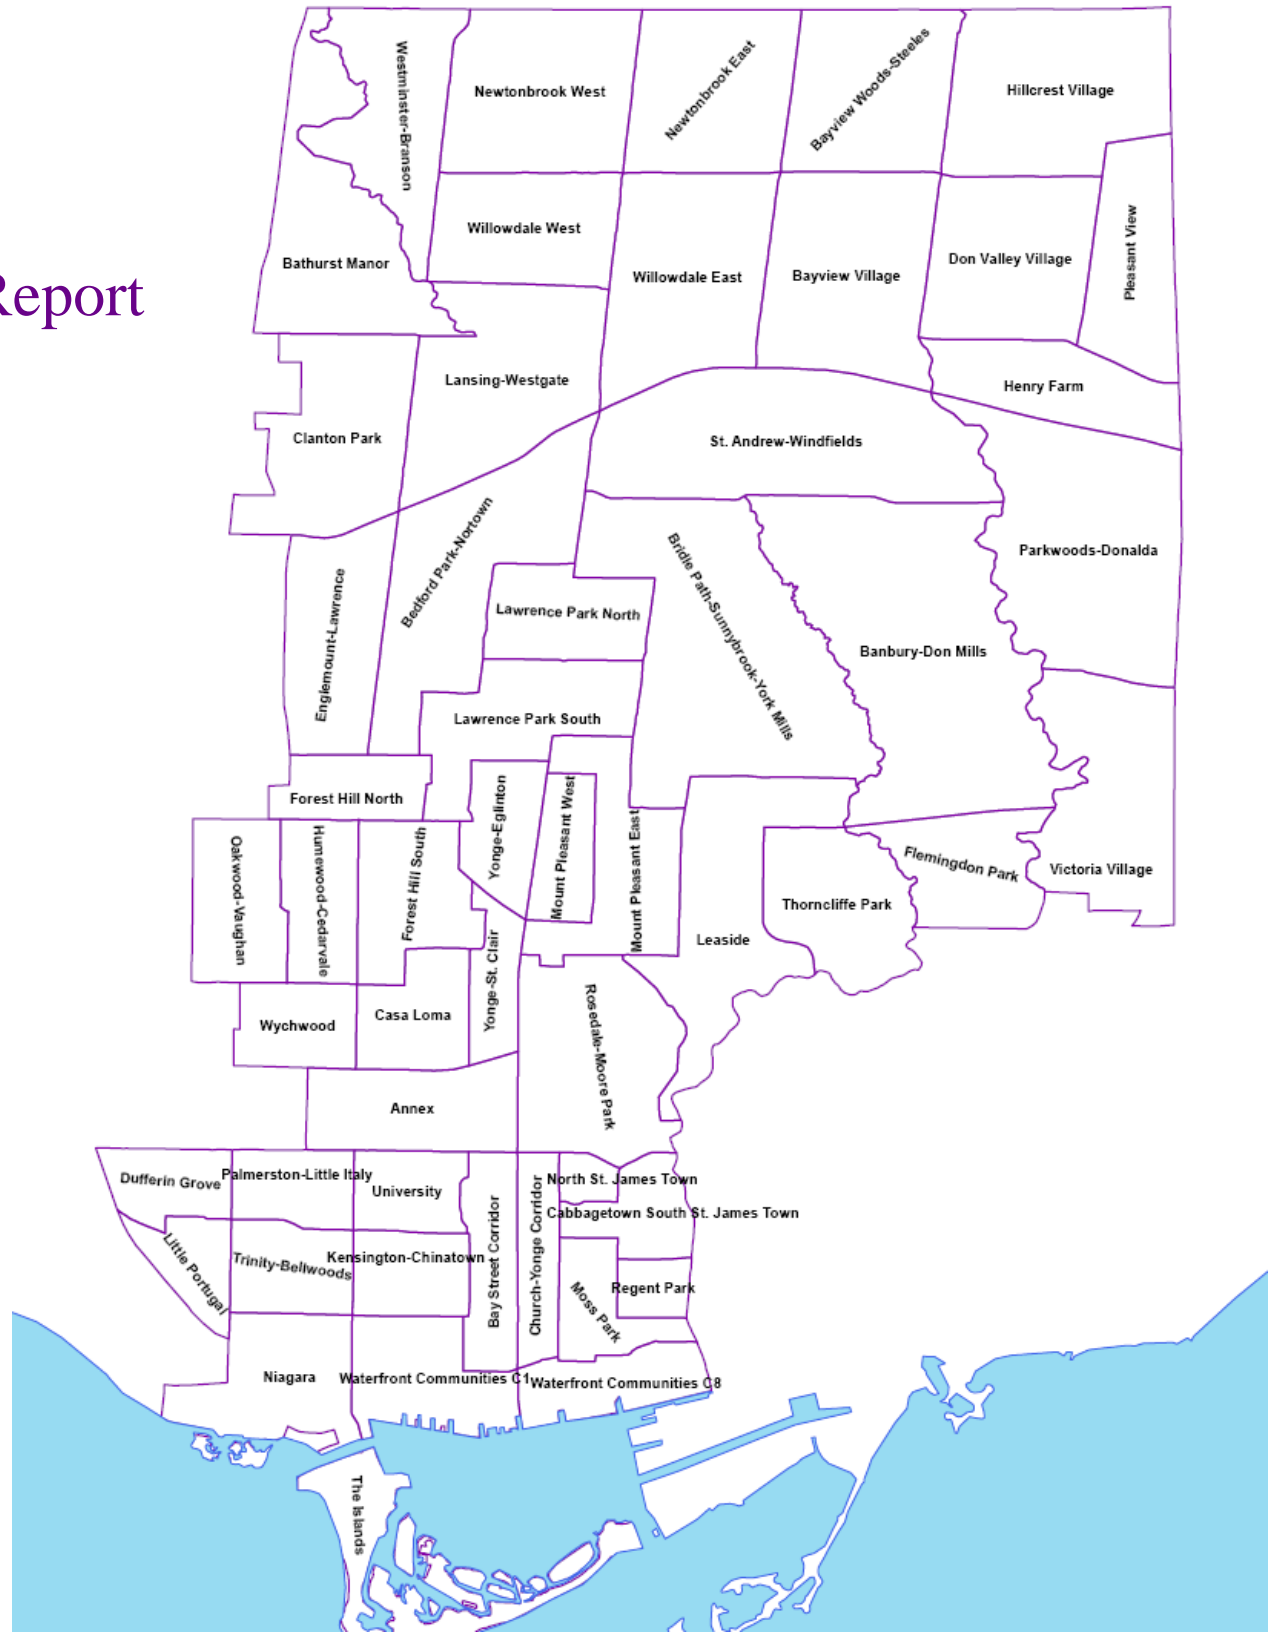 Westminster-Branson
Newtonbrook West
Newtonbrook East
Bayview Woods-Steeles
Hillcrest Village
Bathurst Manor
Willowdale West
Willowdale East
Bayview Village
Don Valley Village
Pleasant View
Report
Lansing-Westgate
Henry Farm
Clanton Park
St. Andrew-Windfields
Bedford Park-Nortown
Bridle Path-Sunnybrook-York Mills
Parkwoods-Donalda
Englemount-Lawrence
Lawrence Park North
Banbury-Don Mills
Lawrence Park South
Forest Hill North
Yonge-Eglinton
Mount Pleasant West
Mount Pleasant East
Oakwood-Vaughan
Humewood-Cedarvale
Forest Hill South
Flemingdon Park
Victoria Village
Thorncliffe Park
Leaside
Yonge-St. Clair
Wychwood
Casa Loma
Rosedale-Moore Park
Annex
Dufferin Grove
Palmerston-Little Italy
University
North St. James Town
Cabbagetown South St. James Town
Little Portugal
Trinity-Bellwoods
Kensington-Chinatown
Bay Street Corridor
Church-Yonge Corridor
Moss Park
Regent Park
Niagara
Waterfront Communities C1
Waterfront Communities C8
The Islands